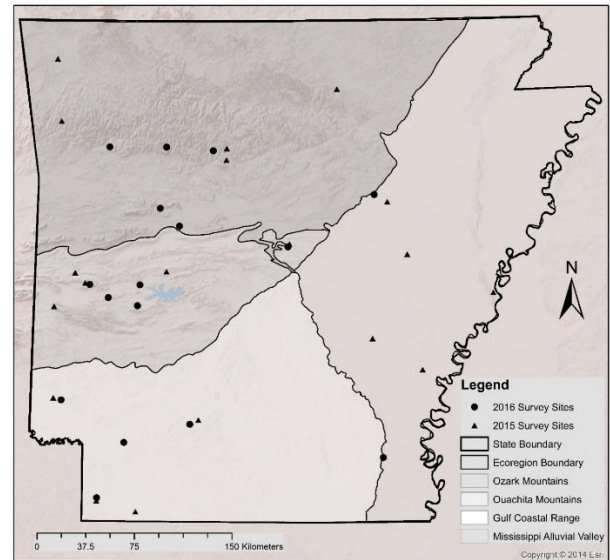 N
Legend
2016 Survey Sites
2015 Survey Sites
State Boundary
Ecoregion Boundary
Ozark Mountains
Ouachita Mountains
Gulf Coastal Range
Mississippi Alluvial Valley
0 37.5 75 150 Kilometers
Copyright:© 2014 Esri